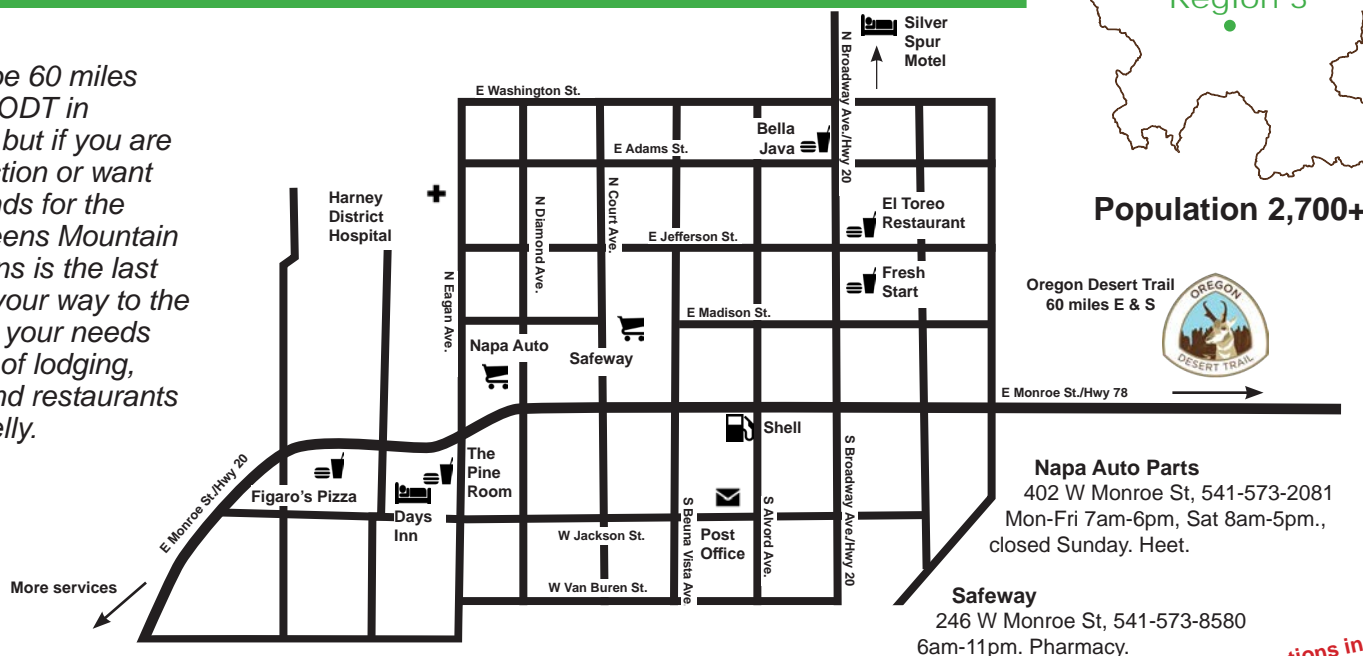 Region 3
be 60 miles
ODT in
but if you are
ction or want
nds for the
eens Mountain
ns is the last
your way to the
your needs
of lodging,
nd restaurants
elly.
Silver
Spur
Motel
N Broadway Ave./Hwy 20
E Washington St.
Bella
Java
E Adams St.
Harney
District
Hospital
N Eagan Ave.
N Diamond Ave.
N Court Ave.
El Toreo
Restaurant
E Jefferson St.
Fresh
Start
E Madison St.
Napa Auto
Safeway
Population 2,700+
Oregon Desert Trail
60 miles E & S
OREGON
DESERT TRAIL
E Monroe St./Hwy 78
Shell
The
Pine
Room
Figaro's Pizza
Days
Inn
E Monroe St./Hwy 20
W Jackson St.
Post
Office
S Beuna Vista Ave
S Alvord Ave.
S Broadway Ave./Hwy 20
W Van Buren St.
More services
Napa Auto Parts
402 W Monroe St, 541-573-2081
Mon-Fri 7am-6pm, Sat 8am-5pm.,
closed Sunday. Heet.
Safeway
246 W Monroe St, 541-573-8580
6am-11pm. Pharmacy.
tions in